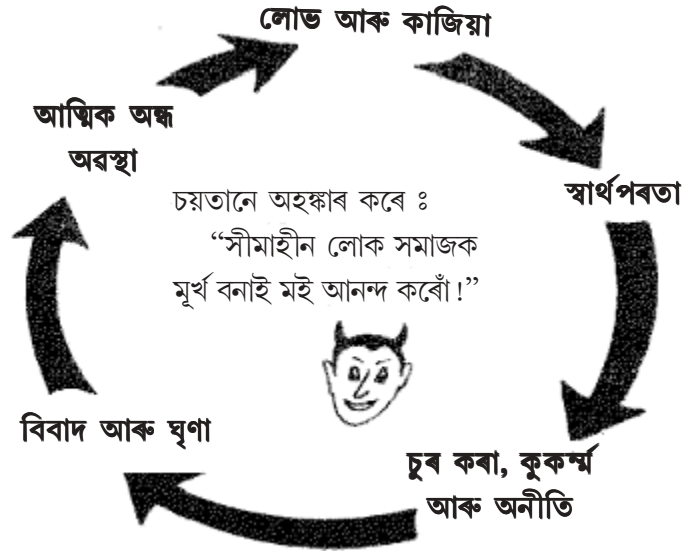 লোভ আৰু কাজিয়া
আত্মিক অন্ধ
অৱস্থা
স্বাৰ্থপৰতা
চয়তানে অহঙ্কাৰ কৰে ঃ
“সীমাহীন লোক সমাজক
মূৰ্খ বনাই মই আনন্দ কৰোঁ!”
বিবাদ আৰু ঘৃণা
চুৰ কৰা, কুকৰ্ম্ম
আৰু অনীতি